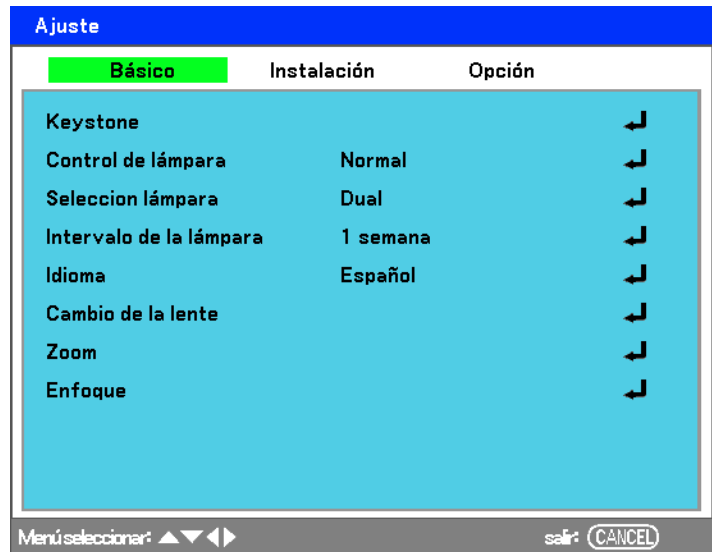 Ajuste
Básico Instalación Opción
Keystone
Control de lámpara Normal
Seleccion lámpara Dual
Intervalo de la lámpara 1 semana
Idioma Español
Cambio de la lente
Zoom
Enfoque
Menú seleccionar: salir: CANCEL